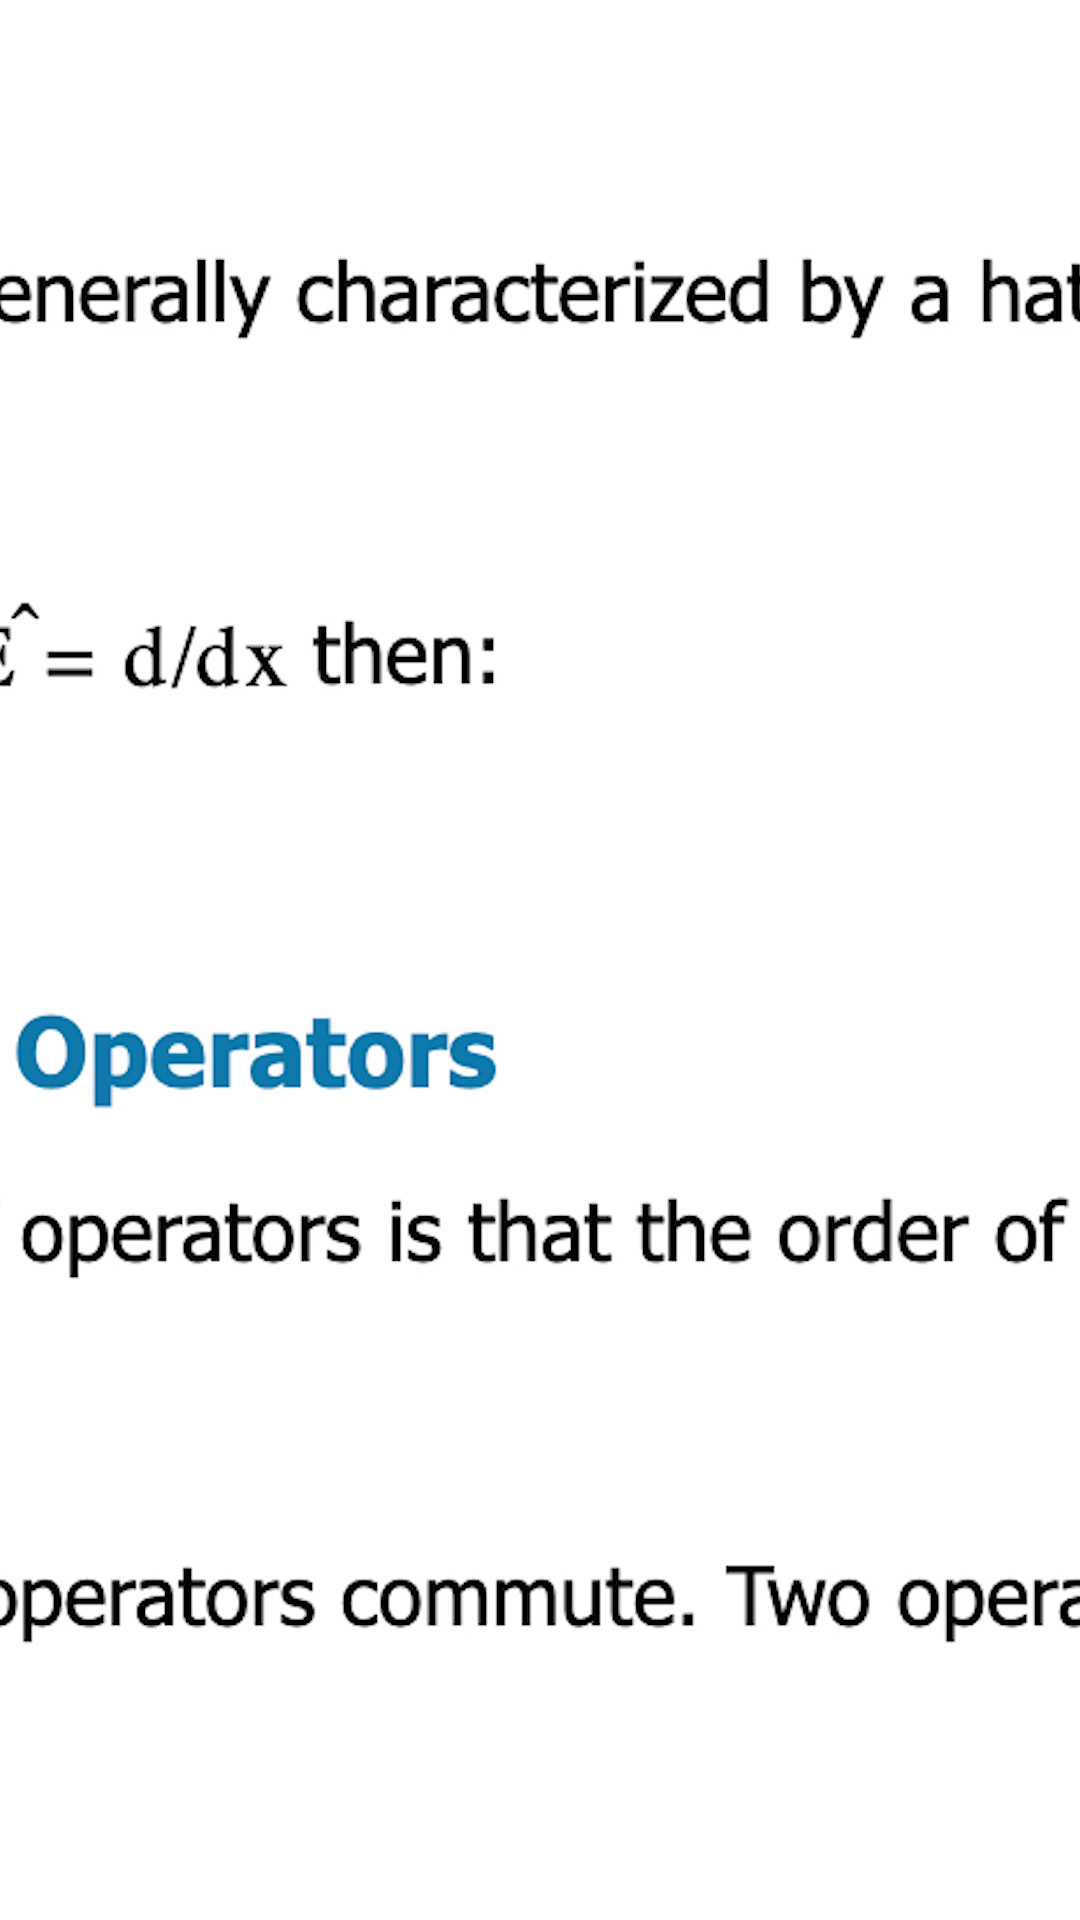 enerally characterized by a hat
Ê = d/dx then:
Operators
operators is that the order of
operators commute. Two opera